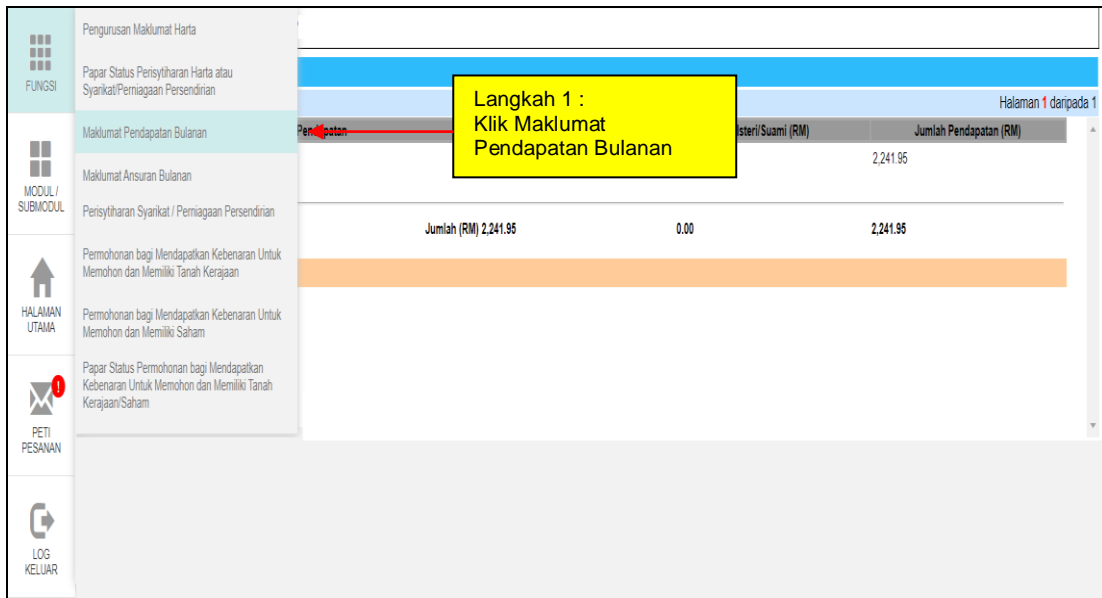 FUNGSI
MODUL /
SUBMODUL
HALAMAN
UTAMA
!
PETI
PESANAN
LOG
KELUAR
Pengurusan Maklumat Harta
Papar Status Perisytiharan Harta atau
Syarikat/Perniagaan Persendirian
Maklumat Pendapatan Bulanan
Maklumat Ansuran Bulanan
Perisytiharan Syarikat / Perniagaan Persendirian
Permohonan bagi Mendapatkan Kebenaran Untuk
Memohon dan Memiliki Tanah Kerajaan
Permohonan bagi Mendapatkan Kebenaran Untuk
Memohon dan Memiliki Saham
Papar Status Permohonan bagi Mendapatkan
Kebenaran Untuk Memohon dan Memiliki Tanah
Kerajaan/Saham
Langkah 1 :
Klik Maklumat
Pendapatan Bulanan
Halaman 1 daripada 1
Pendapatan Isteri/Suami (RM) Jumlah Pendapatan (RM)
2,241.95
Jumlah (RM) 2,241.95 0.00 2,241.95